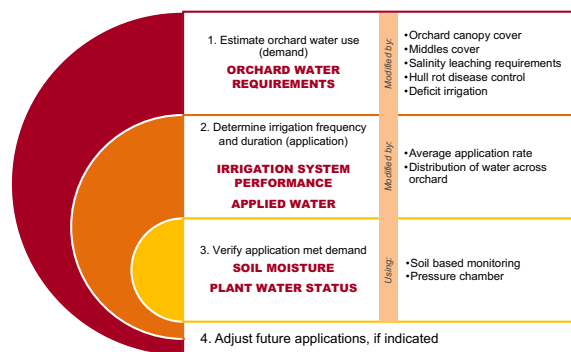 1. Estimate orchard water use
(demand)
ORCHARD WATER
REQUIREMENTS
Modified by:
•Orchard canopy cover
•Middles cover
•Salinity leaching requirements
•Hull rot disease control
•Deficit irrigation
2. Determine irrigation frequency
and duration (application)
IRRIGATION SYSTEM
PERFORMANCE
APPLIED WATER
Modified by:
•Average application rate
•Distribution of water across
orchard
3. Verify application met demand
SOIL MOISTURE
PLANT WATER STATUS
Using:
•Soil based monitoring
•Pressure chamber
4. Adjust future applications, if indicated